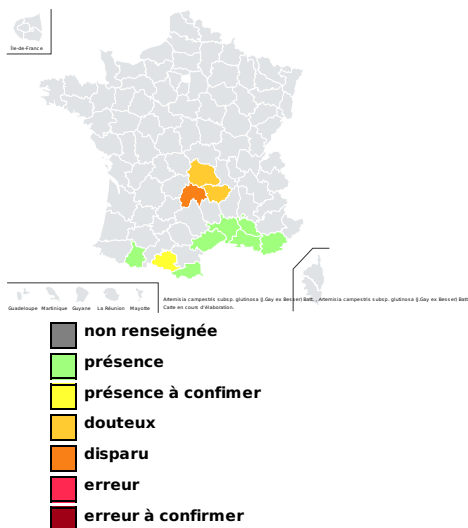 Île-de-France
Guadeloupe Martinique Guyane La Réunion Mayotte
Artemisia campestris subsp. glutinosa (J.Gay ex Besser) Batt., Artemisia campestris subsp. glutinosa (J.Gay ex Besser) Batt
Carte en cours d'élaboration.
non renseignée
présence
présence à confimer
douteux
disparu
erreur
erreur à confirmer